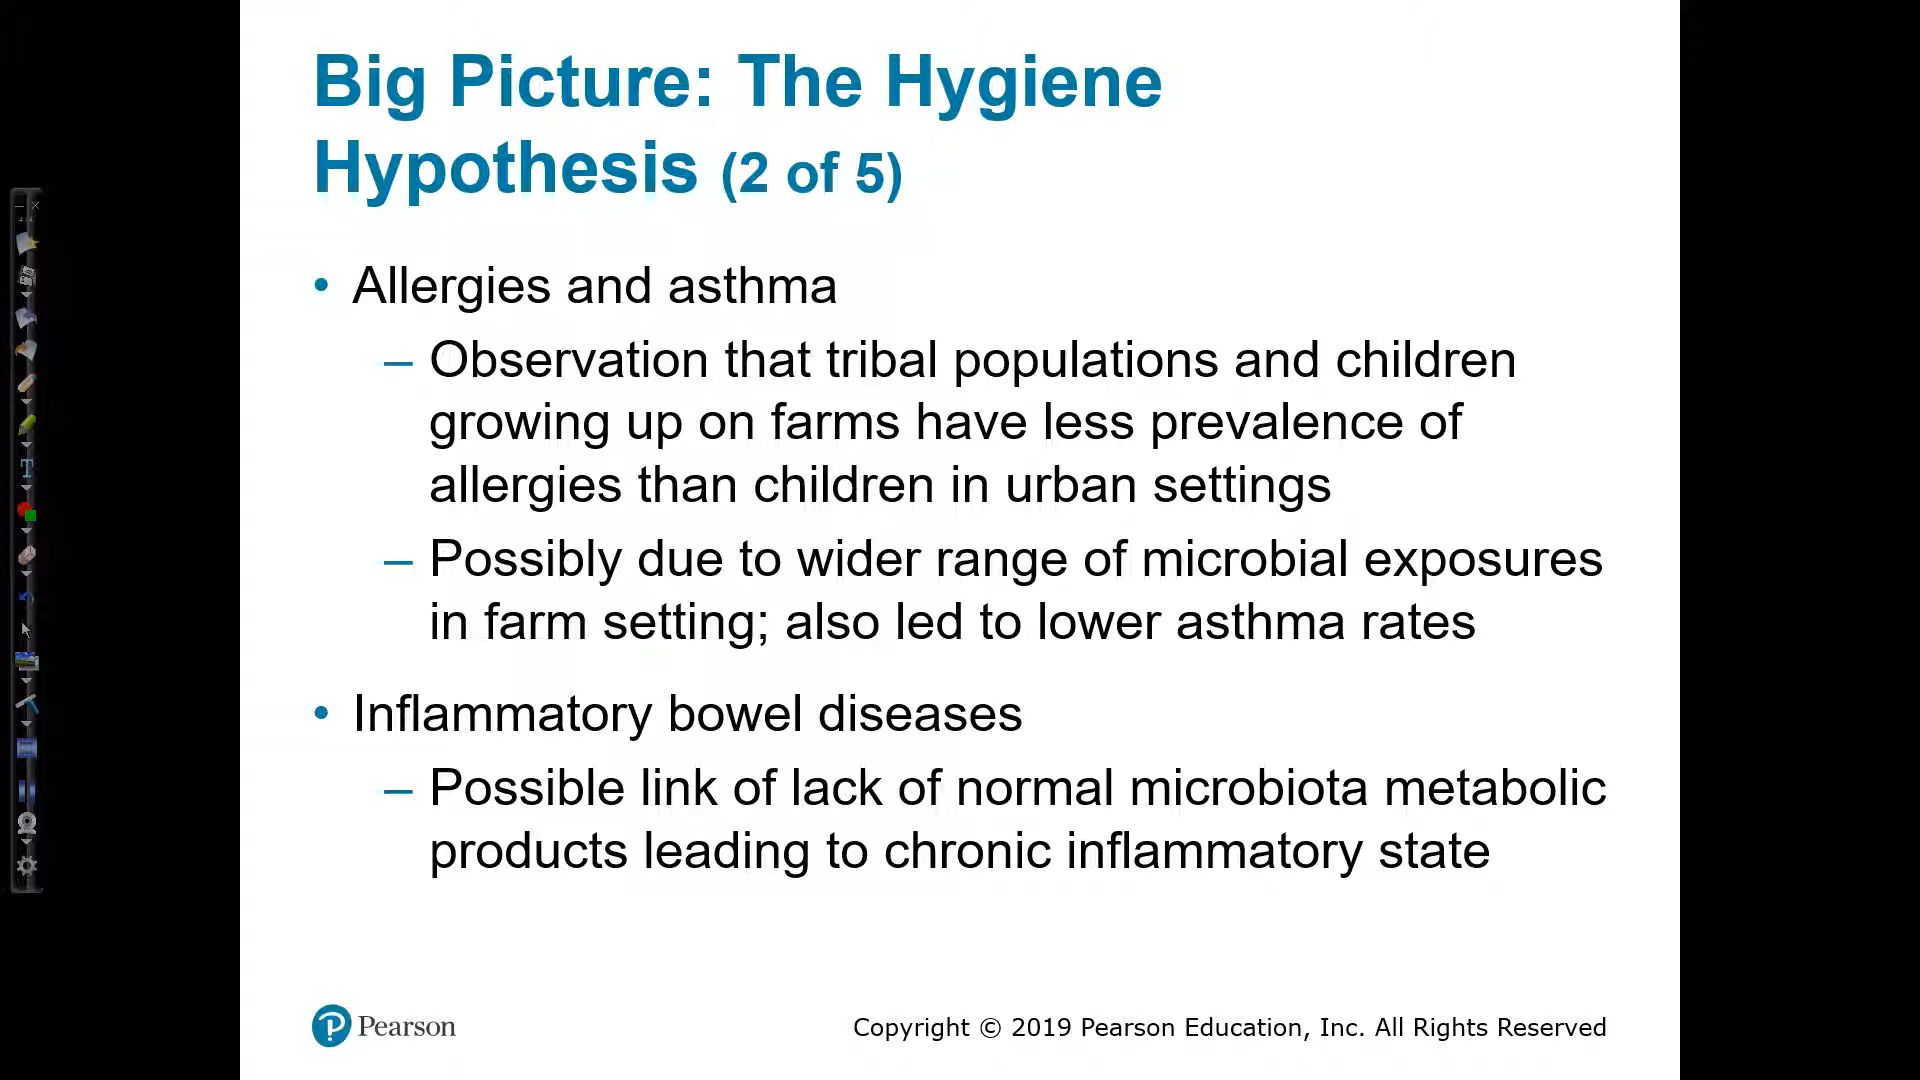 Big Picture: The Hygiene
Hypothesis (2 of 5)
• Allergies and asthma
– Observation that tribal populations and children
growing up on farms have less prevalence of
allergies than children in urban settings
– Possibly due to wider range of microbial exposures
in farm setting; also led to lower asthma rates
• Inflammatory bowel diseases
– Possible link of lack of normal microbiota metabolic
products leading to chronic inflammatory state
Pearson
Copyright © 2019 Pearson Education, Inc. All Rights Reserved